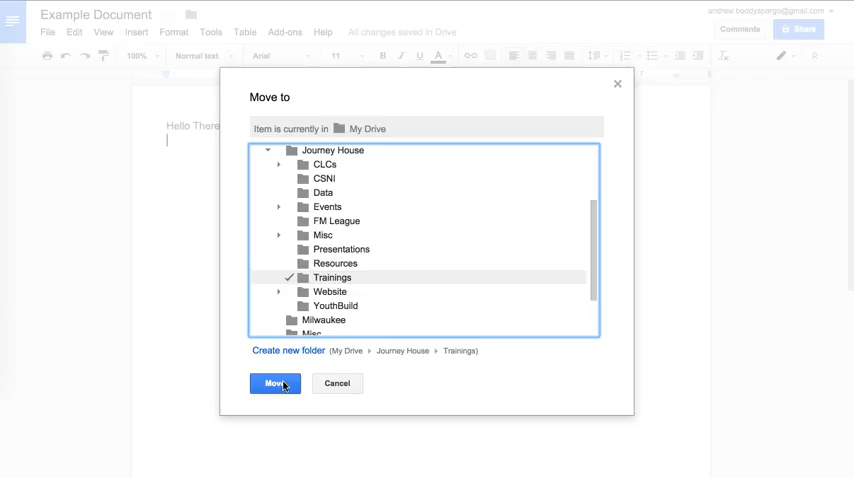 Example Document
andrew.boodyspargo@gmail.com
File Edit View Insert Format Tools Table Add-ons Help All changes saved in Drive
Comments
Share
100% Normal text Arial 11 B I U A
Hello There
Move to
Item is currently in My Drive
Journey House
CLCs
CSNI
Data
Events
FM League
Misc
Presentations
Resources
Trainings
Website
YouthBuild
Milwaukee
Misc
Create new folder (My Drive Journey House Trainings)
Move Cancel